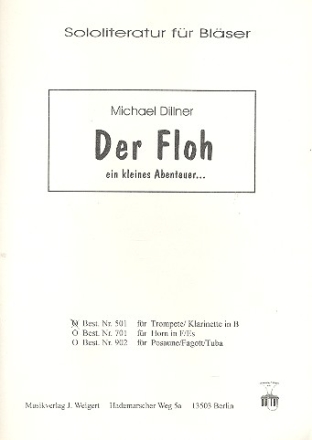 Sololiteratur für Bläser
Michael Dillner
Der Floh
ein kleines Abenteuer...
Best. Nr. 501 für Trompete/ Klarinette in B
O Best. Nr. 701 für Horn in F/Es
O Best. Nr. 902 für Posaune/Fagott/Tuba
Musikverlag J. Weigert Hademarscher Weg 5a 13503 Berlin